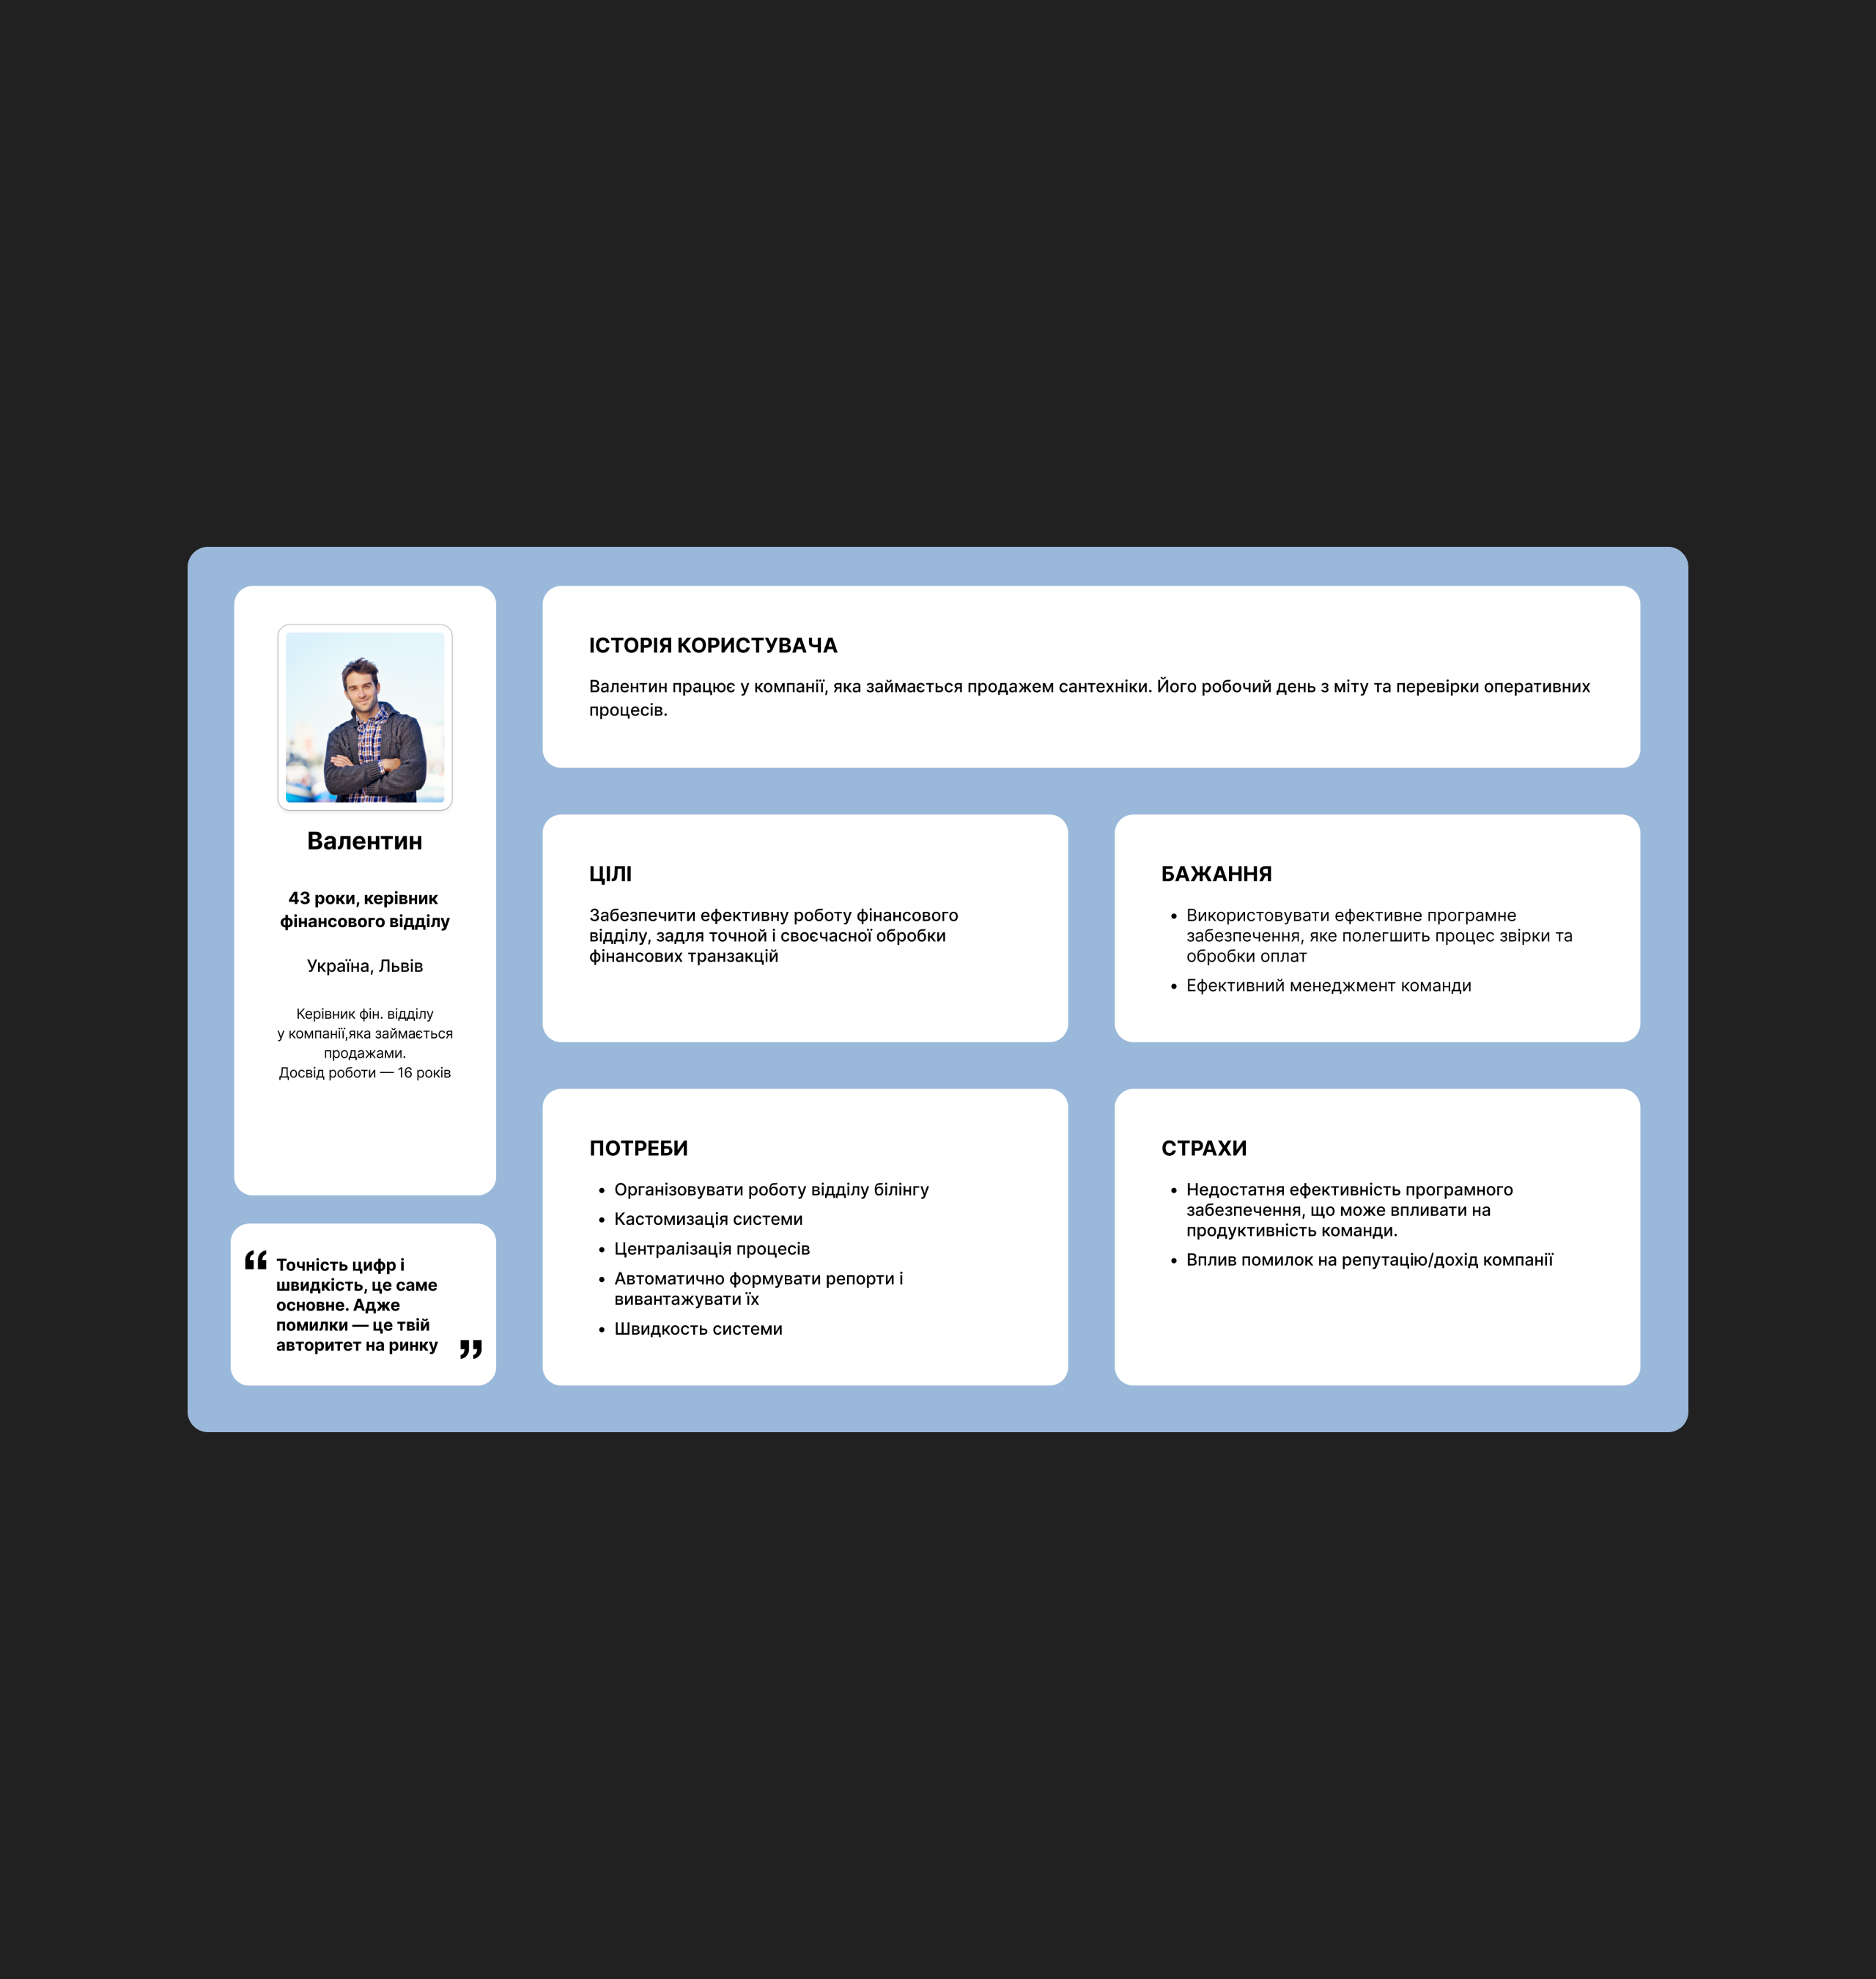 Валентин
43 роки, керівник
фінансового відділу
Україна, Львів
Керівник фін. відділу
у компанії,яка займається
продажами.
Досвід роботи — 16 років
“ Точність цифр і
швидкість, це саме
основне. Адже
помилки — це твій
авторитет на ринку ”
ІСТОРІЯ КОРИСТУВАЧА
Валентин працює у компанії, яка займається продажем сантехніки. Його робочий день з міту та перевірки оперативних
процесів.
ЦІЛІ
Забезпечити ефективну роботу фінансового
відділу, задля точной і своєчасної обробки
фінансових транзакцій
БАЖАННЯ
• Використовувати ефективне програмне
забезпечення, яке полегшить процес звірки та
обробки оплат
• Ефективний менеджмент команди
ПОТРЕБИ
• Організовувати роботу відділу білінгу
• Кастомизація системи
• Централізація процесів
• Автоматично формувати репорти і
вивантажувати їх
• Швидкость системи
СТРАХИ
• Недостатня ефективність програмного
забезпечення, що може впливати на
продуктивність команди.
• Вплив помилок на репутацію/дохід компанії